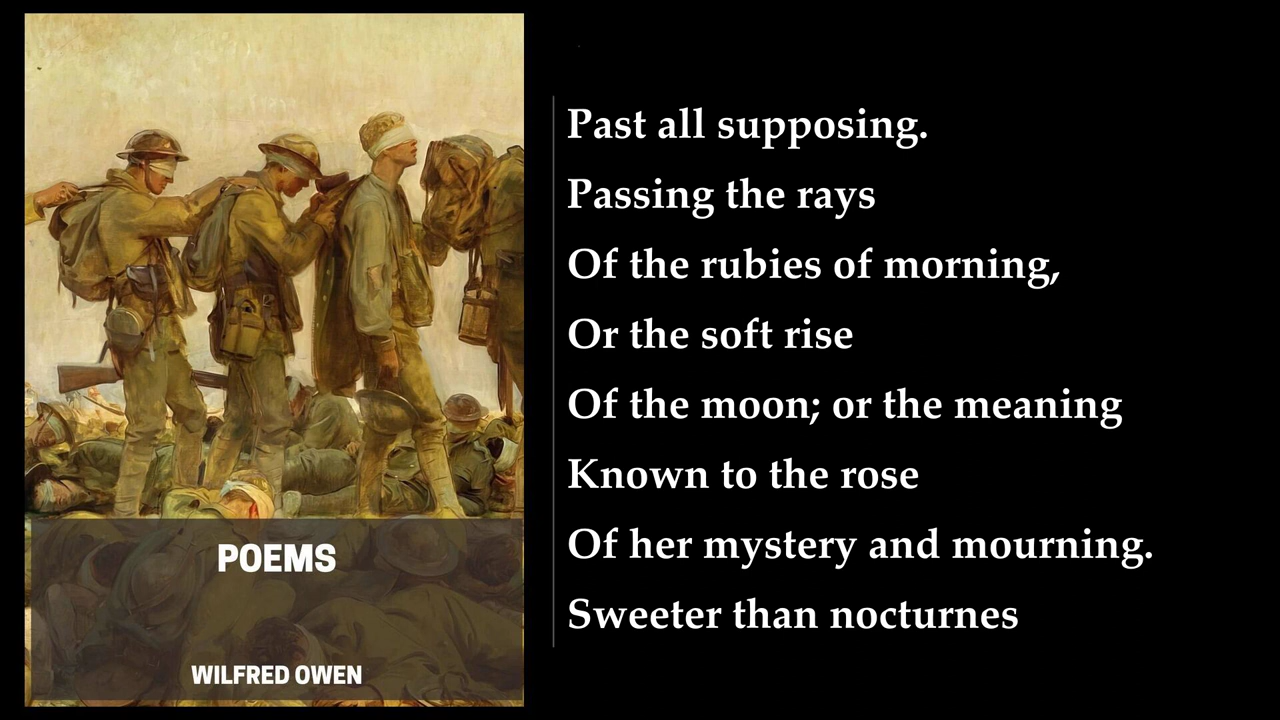 POEMS
WILFRED OWEN
Past all supposing.
Passing the rays
Of the rubies of morning,
Or the soft rise
Of the moon; or the meaning
Known to the rose
Of her mystery and mourning.
Sweeter than nocturnes